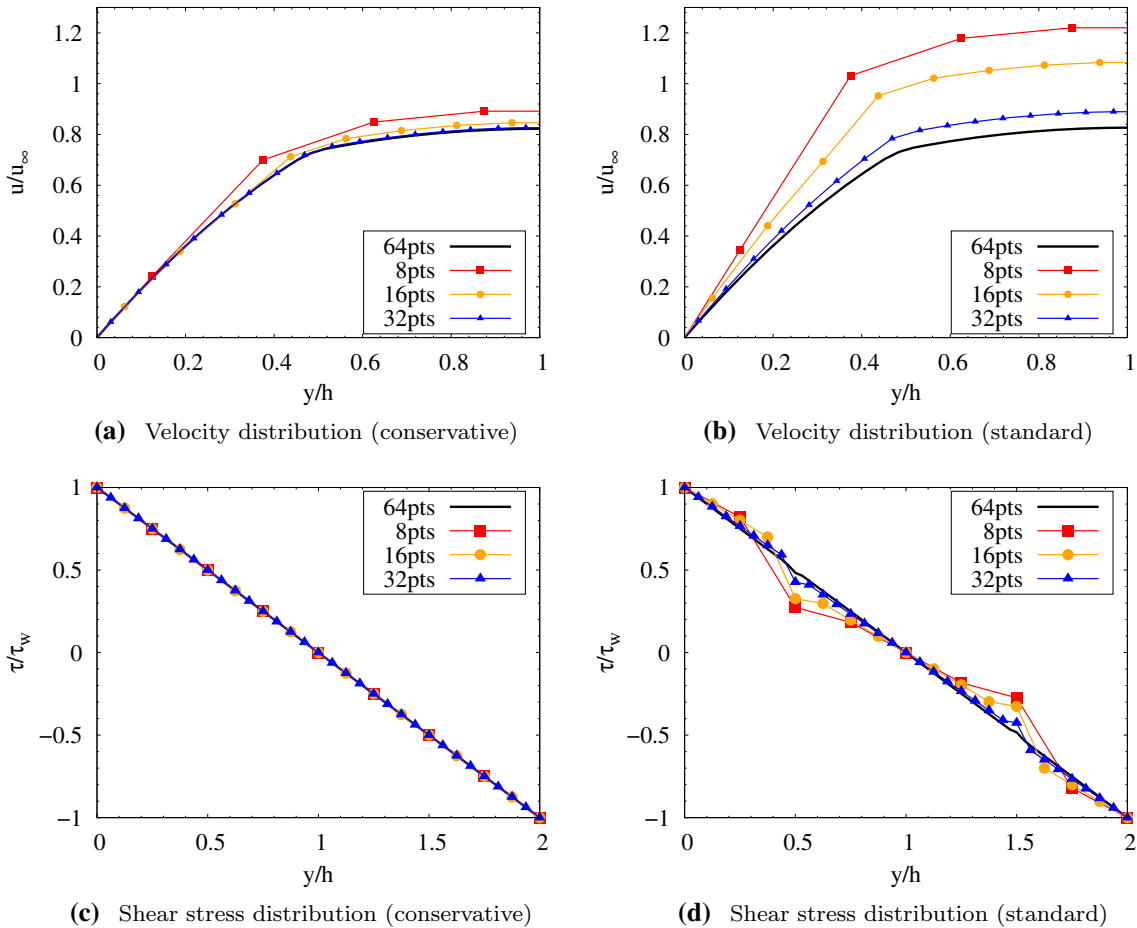 u/u∞
1.2
1
0.8
0.6
0.4
0.2
0
64pts
8pts
16pts
32pts
0 0.2 0.4 0.6 0.8 1
y/h
(a) Velocity distribution (conservative)
u/u∞
1.2
1
0.8
0.6
0.4
0.2
0
64pts
8pts
16pts
32pts
0 0.2 0.4 0.6 0.8 1
y/h
(b) Velocity distribution (standard)
τ/τw
1
0.5
0
−0.5
−1
64pts
8pts
16pts
32pts
0 0.5 1 1.5 2
y/h
(c) Shear stress distribution (conservative)
τ/τw
1
0.5
0
−0.5
−1
64pts
8pts
16pts
32pts
0 0.5 1 1.5 2
y/h
(d) Shear stress distribution (standard)